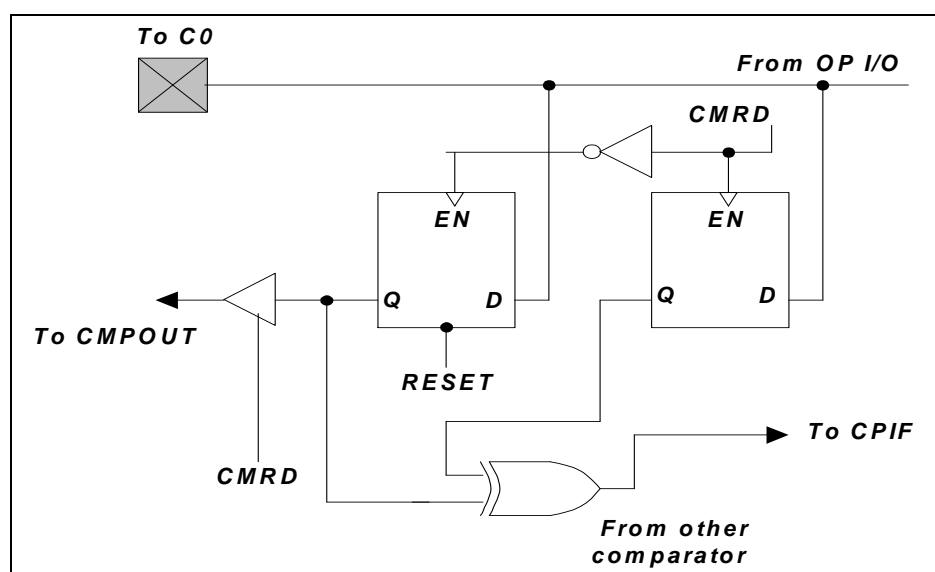 To C0
From OP I/O
CMRD
EN
EN
Q
D
Q
D
To CMPOUT
RESET
To CPIF
CMRD
From other
comparator